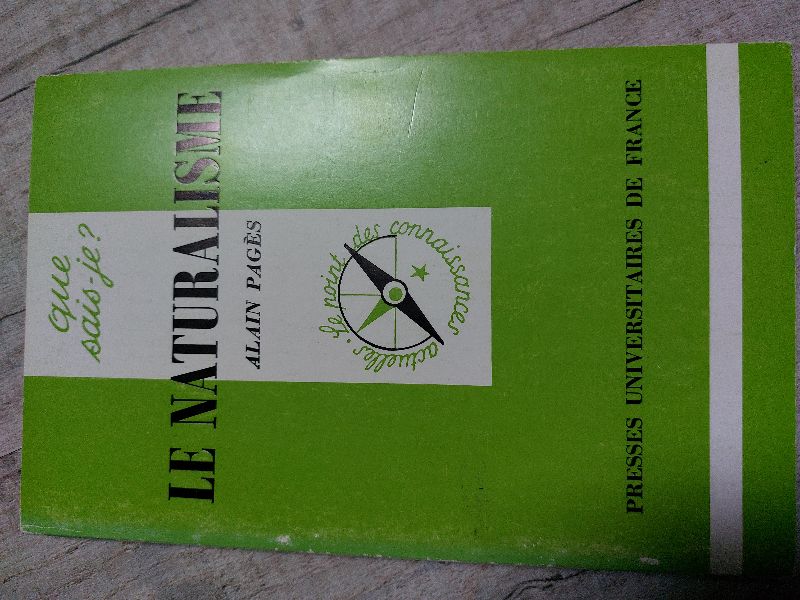 que
sais-je?
LE NATURALISME
ALAIN PAGÈS
le point des connaissances actuelles
PRESSES UNIVERSITAIRES DE FRANCE